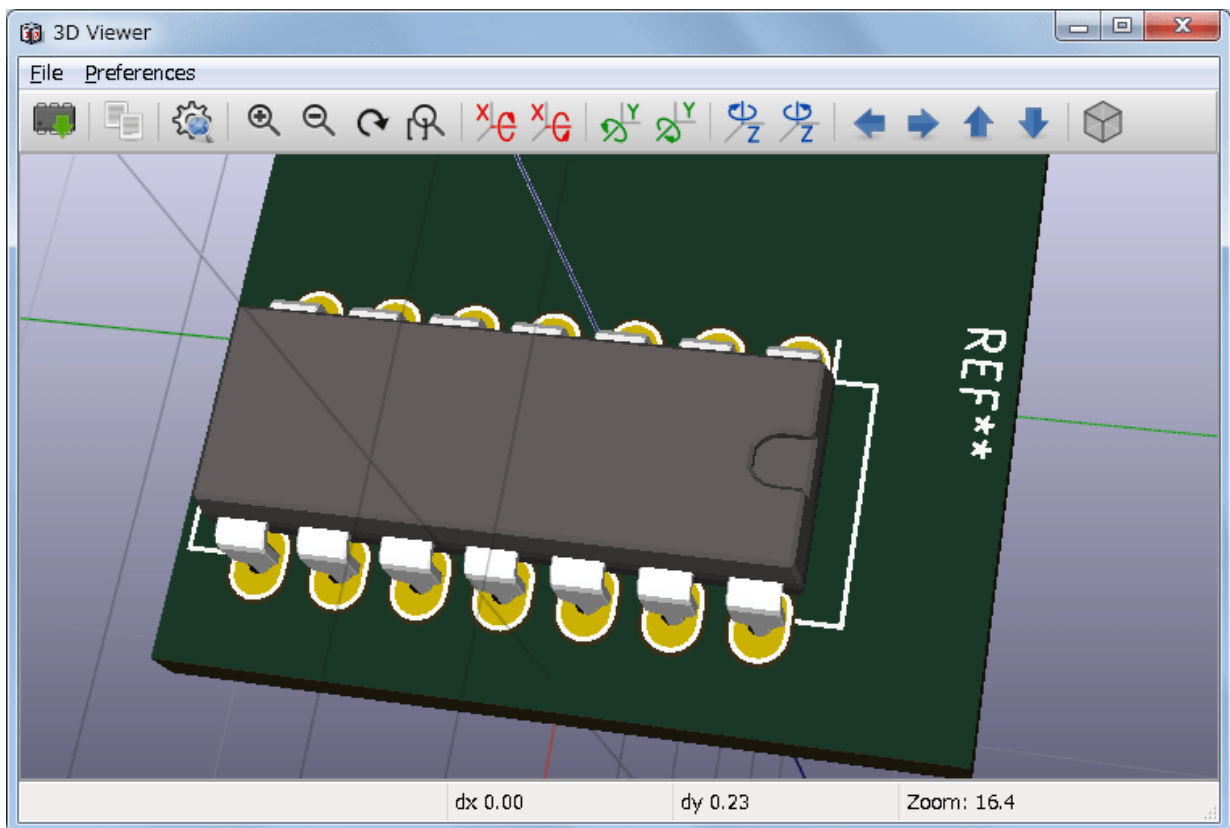 3D Viewer
File Preferences
X X Y Y Z Z
REF**
dx 0.00 dy 0.23 Zoom: 16.4